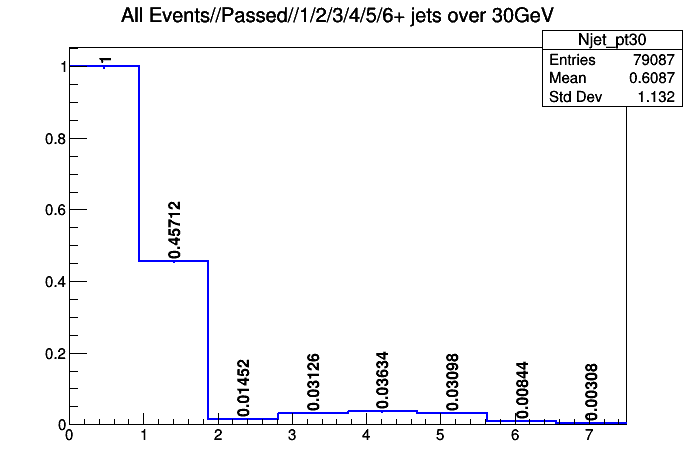 All Events//Passed//1/2/3/4/5/6+ jets over 30GeV
Njet_pt30
Entries 79087
Mean 0.6087
Std Dev 1.132
1
0.8
0.6
0.4
0.2
0
1
0.45712
0.01452
0.03126
0.03634
0.03098
0.00844
0.00308
0 1 2 3 4 5 6 7